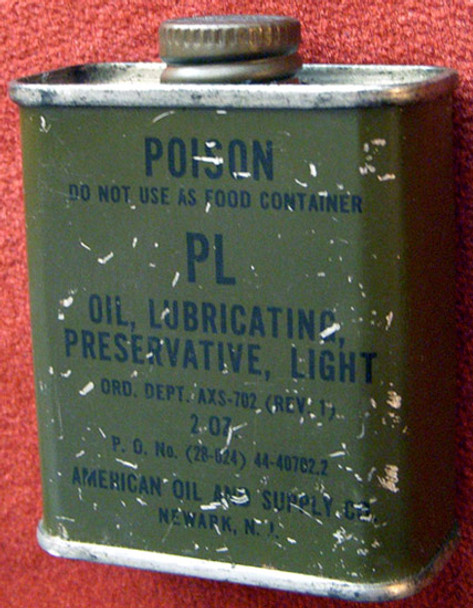 POISON
DO NOT USE AS FOOD CONTAINER
PL
OIL, LUBRICATING,
PRESERVATIVE, LIGHT
ORD. DEPT. AXS-702 (REV. 1)
2 OZ.
P. O. No. (28-024) 44-40702.2
AMERICAN OIL AND SUPPLY CO.
NEWARK, N. J.